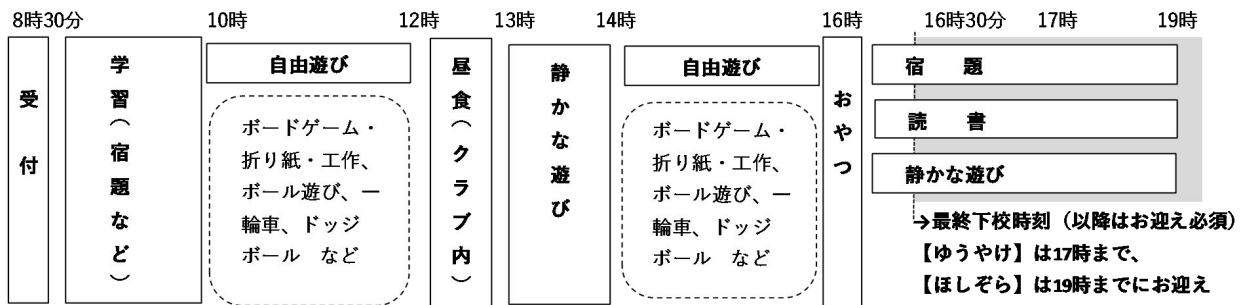 8時30分
10時
12時
13時
14時
16時
16時30分
17時
19時
受付
学習（宿題など）
自由遊び
ボードゲーム・
折り紙・工作、
ボール遊び、一
輪車、ドッジ
ボール　など
昼食（クラブ内）
静かな遊び
自由遊び
ボードゲーム・
折り紙・工作、
ボール遊び、一
輪車、ドッジ
ボール　など
おやつ
宿　題
読　書
静かな遊び
→最終下校時刻（以降はお迎え必須）
【ゆうやけ】は17時まで、
【ほしぞら】は19時までにお迎え